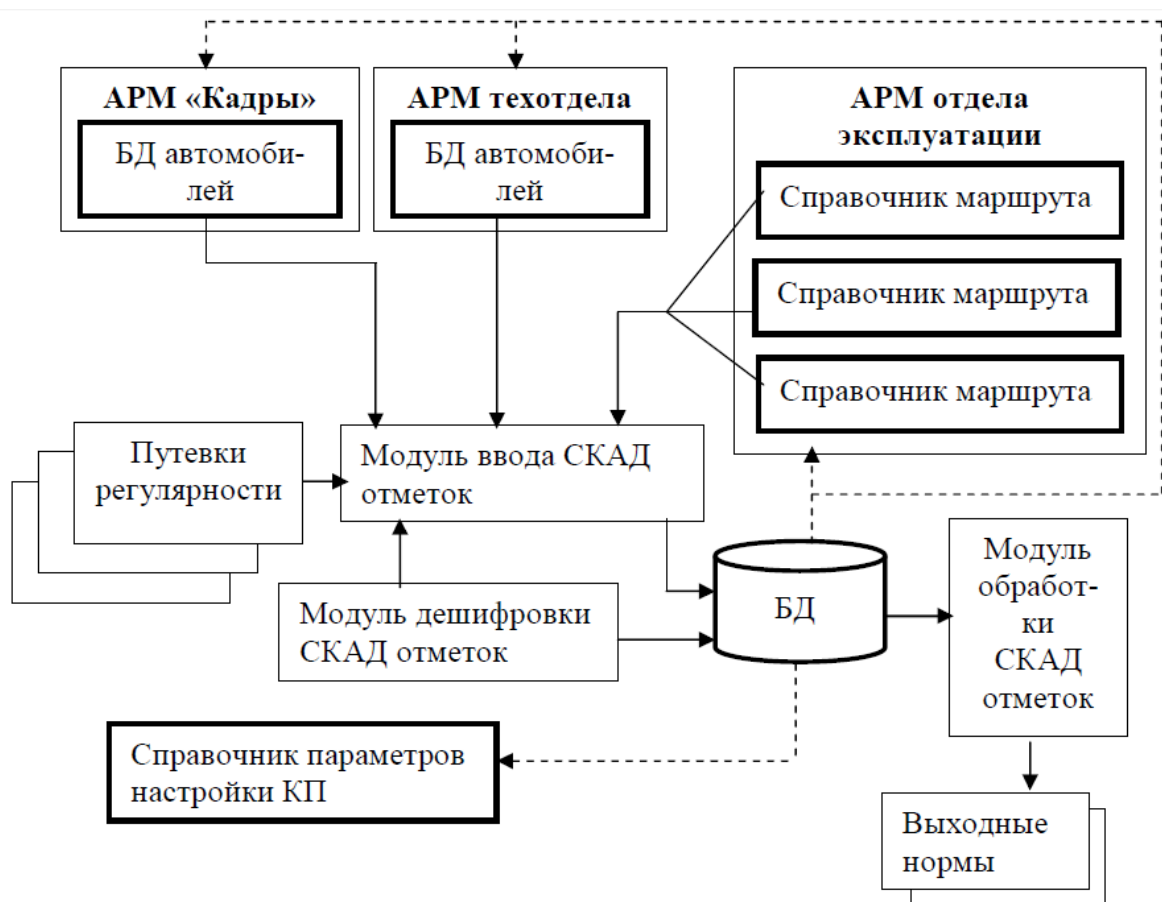 АРМ «Кадры»
БД автомоби-
лей
АРМ техотдела
БД автомоби-
лей
АРМ отдела
эксплуатации
Справочник маршрута
Справочник маршрута
Справочник маршрута
Путевки
регулярности
Модуль ввода СКАД
отметок
Модуль дешифровки
СКАД отметок
БД
Модуль
обработ-
ки
СКАД
отметок
Справочник параметров
настройки КП
Выходные
нормы